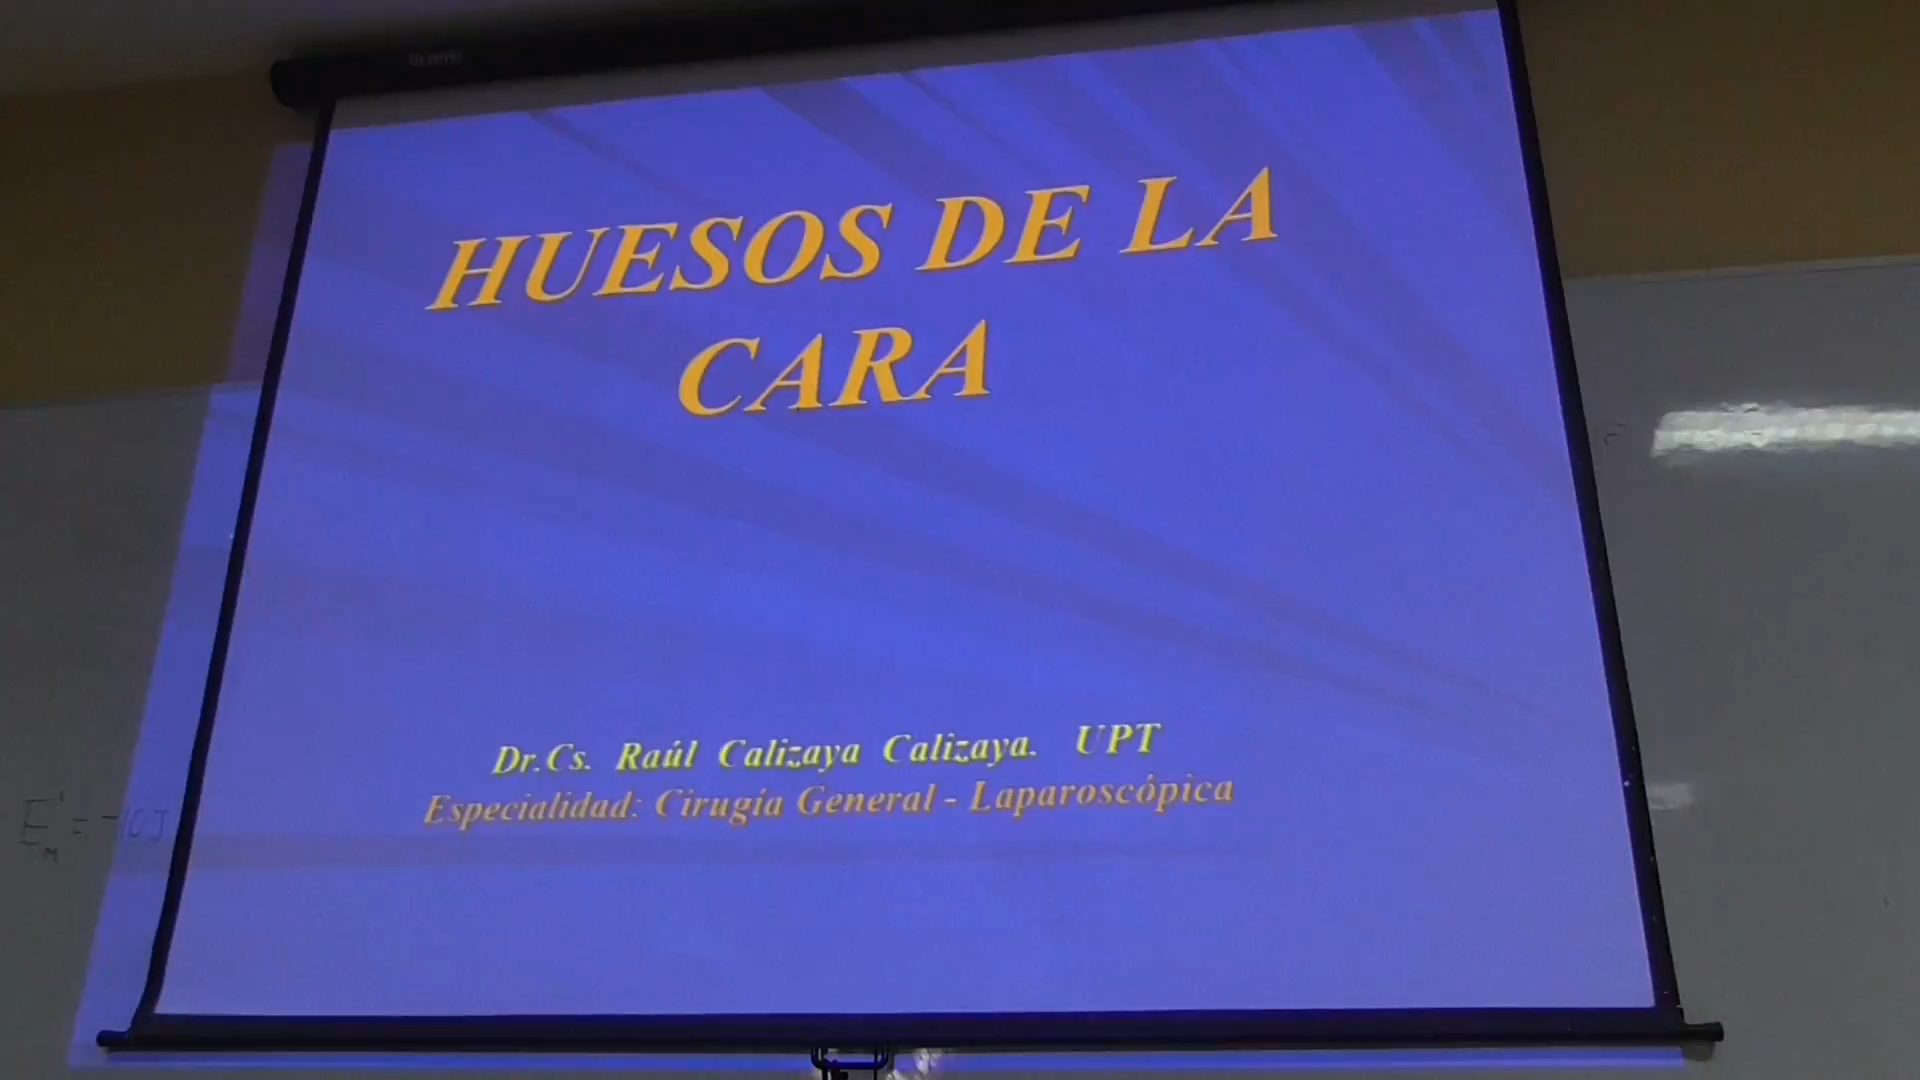 HUESOS DE LA
CARA
Dr.Cs. Raúl Calizaya Calizaya. UPT
Especialidad: Cirugía General - Laparoscópica